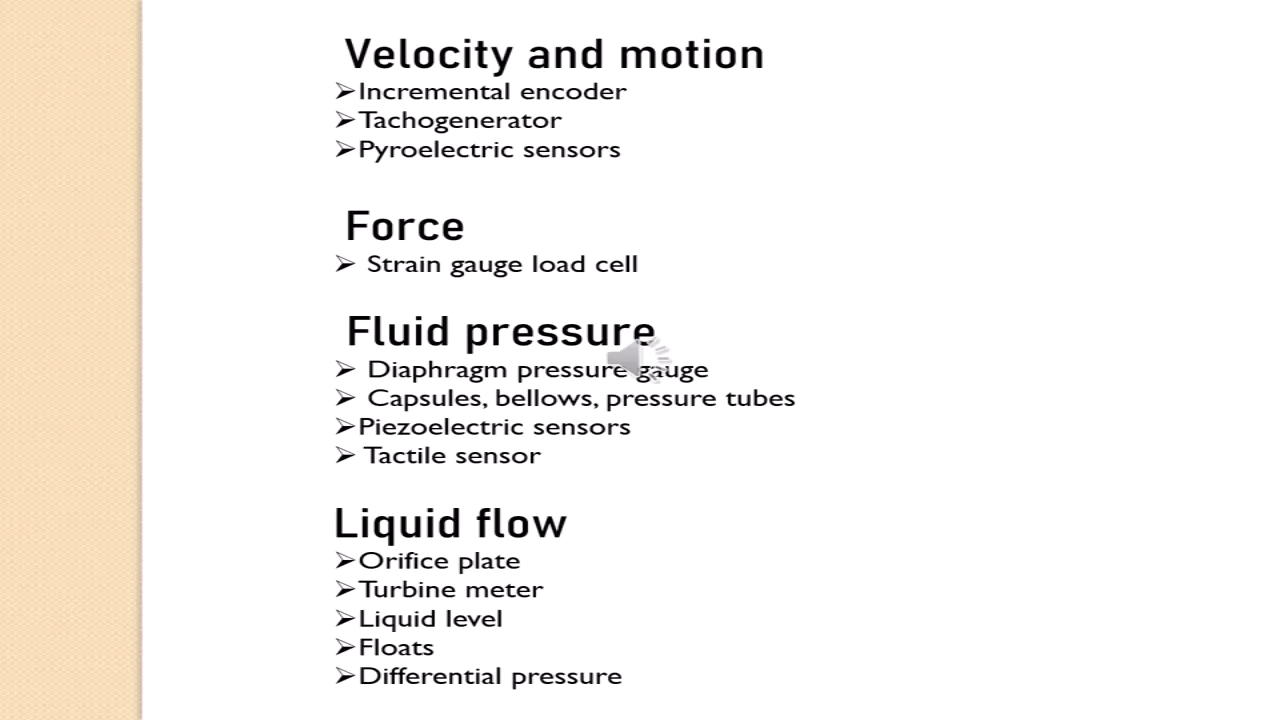 Velocity and motion
➢Incremental encoder
➢Tachogenerator
➢Pyroelectric sensors
Force
➢ Strain gauge load cell
Fluid pressure
➢ Diaphragm pressure gauge
➢ Capsules, bellows, pressure tubes
➢Piezoelectric sensors
➢ Tactile sensor
Liquid flow
➢Orifice plate
➢Turbine meter
➢Liquid level
➢Floats
➢Differential pressure